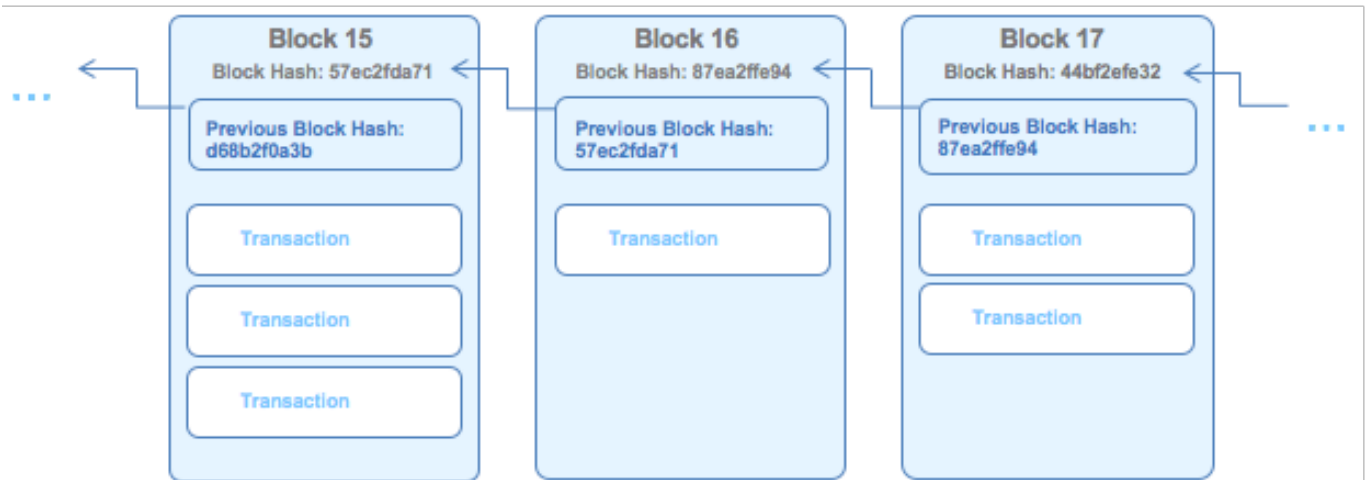 Block 15
Block Hash: 57ec2fda71
Previous Block Hash:
d68b2f0a3b
Transaction
Transaction
Transaction
Block 16
Block Hash: 87ea2ffe94
Previous Block Hash:
57ec2fda71
Transaction
Block 17
Block Hash: 44bf2efe32
Previous Block Hash:
87ea2ffe94
Transaction
Transaction